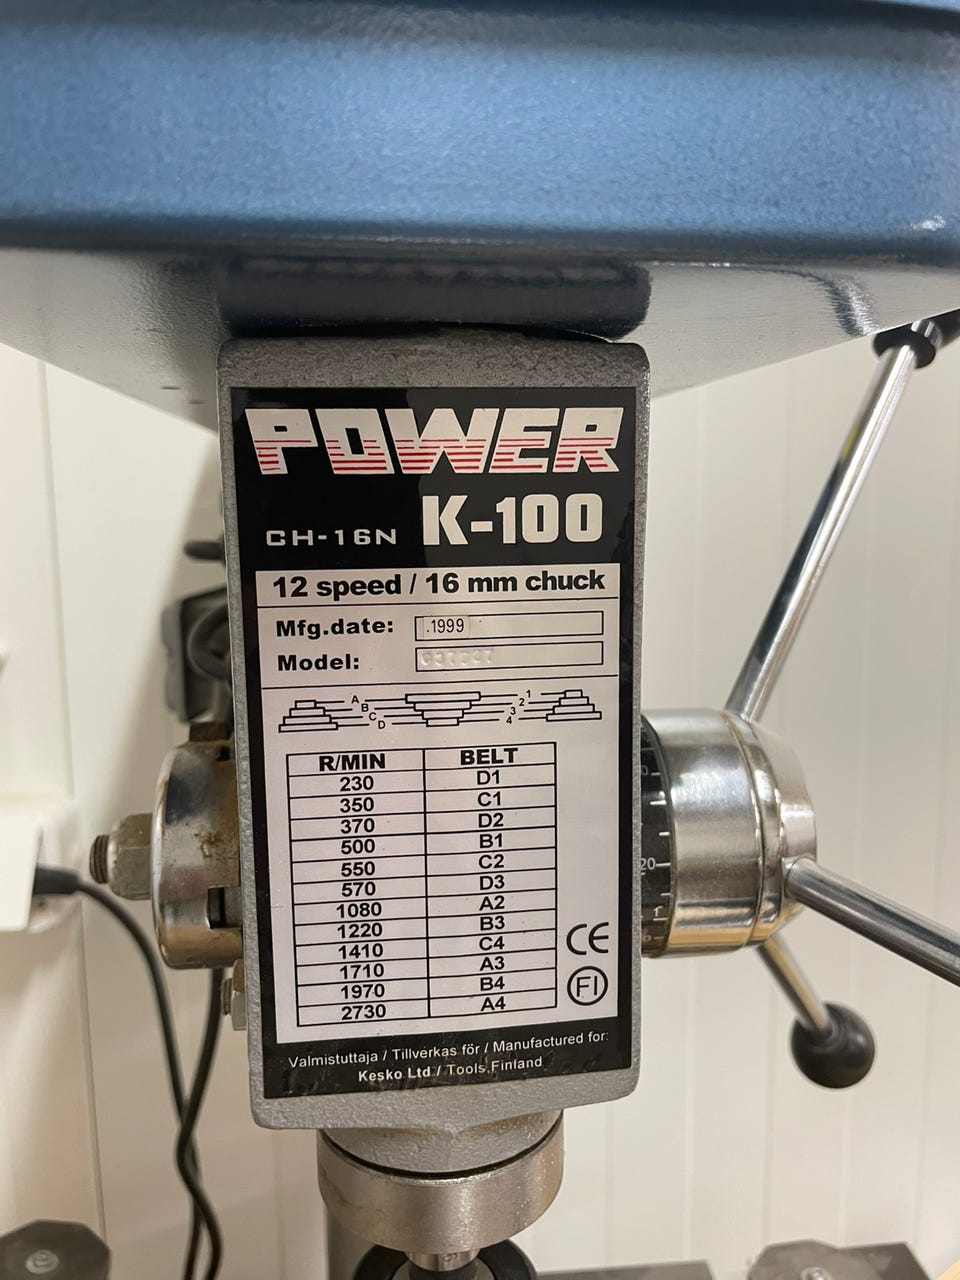 POWER
CH-16N K-100
12 speed / 16 mm chuck
Mfg.date: .1999
Model:
A 1
B 2
C 3
D 4
R/MIN BELT
230 D1
350 C1
370 D2
500 B1
550 C2
570 D3
1080 A2
1220 B3
1410 C4
1710 A3
1970 B4
2730 A4
CE
FI
20
Valmistuttaja / Tillverkas för / Manufactured for:
Kesko Ltd / Tools,Finland